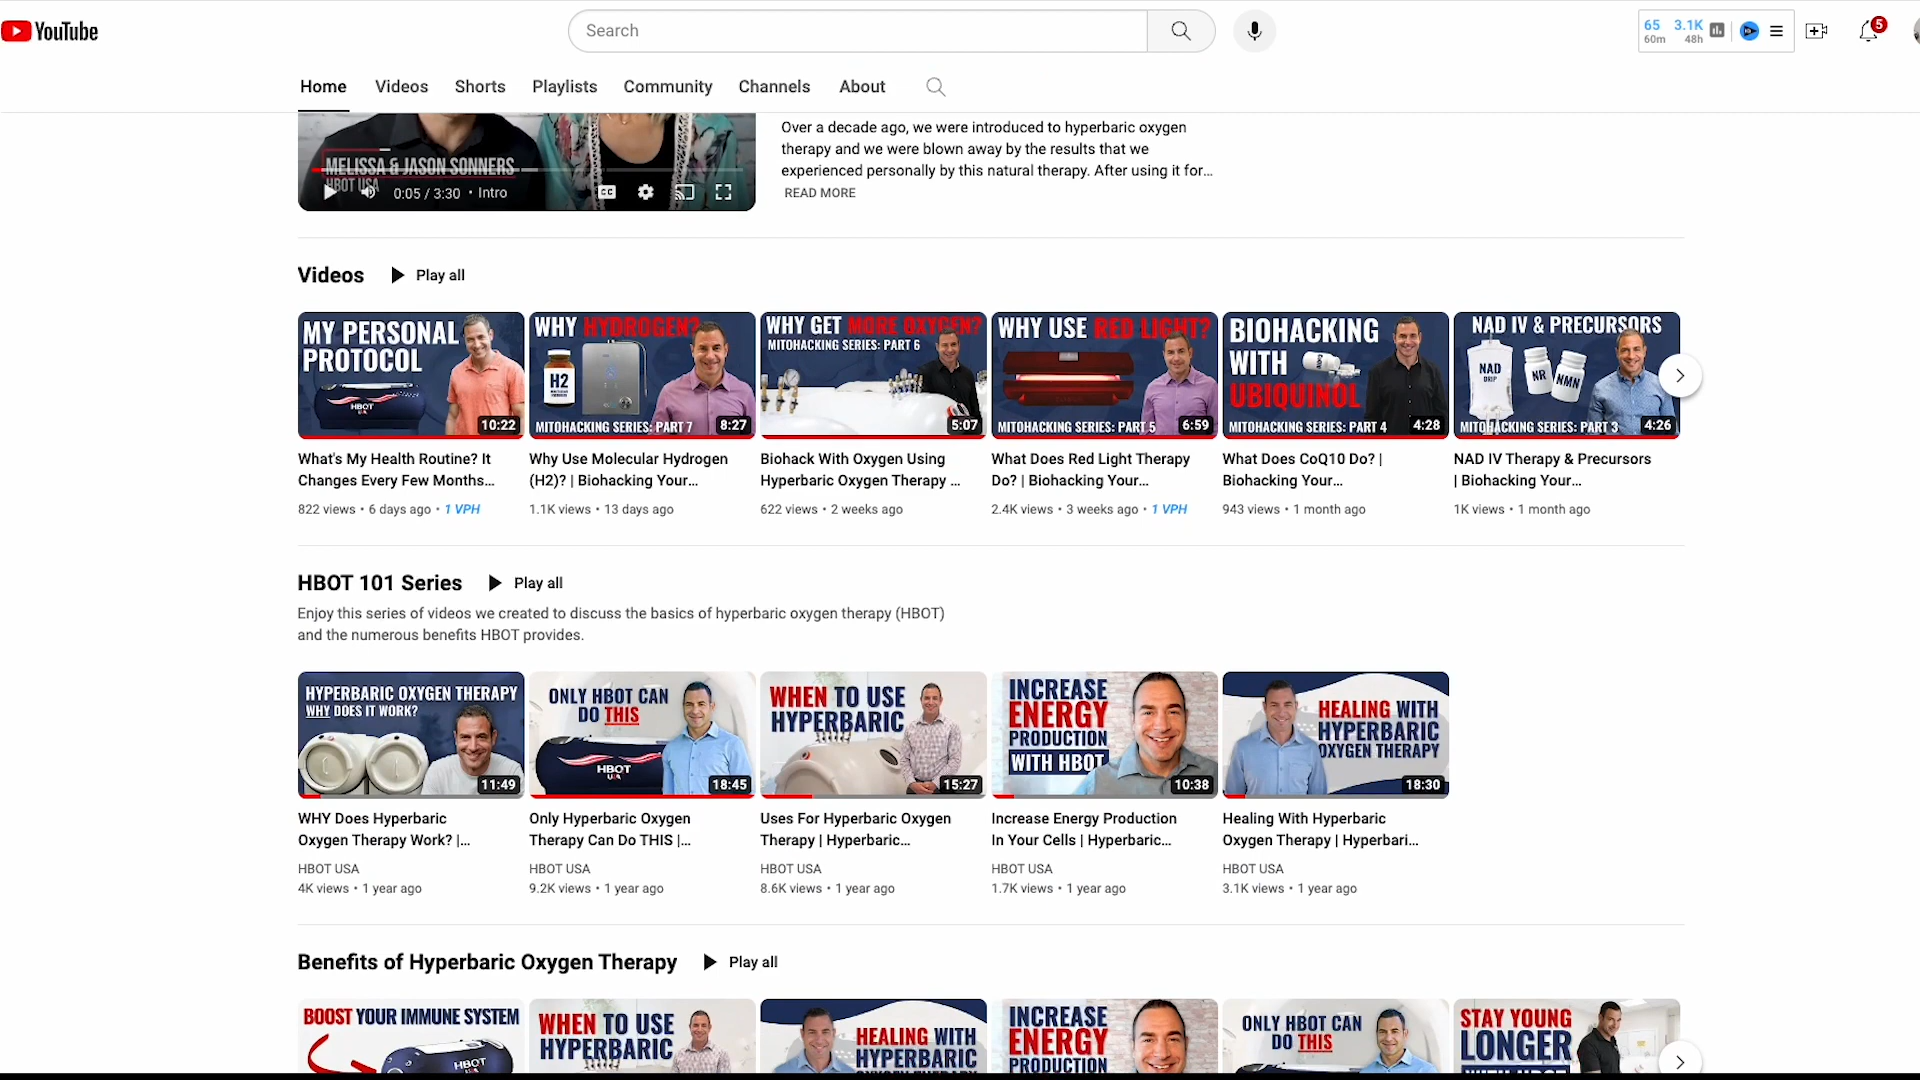 YouTube
Search
65 3.1K
60m 48h
5
Home Videos Shorts Playlists Community Channels About
MELISSA & JASON SONNERS
HBOT USA
0:05 / 3:30 • Intro
CC
Over a decade ago, we were introduced to hyperbaric oxygen
therapy and we were blown away by the results that we
experienced personally by this natural therapy. After using it for...
READ MORE
Videos Play all
MY PERSONAL
PROTOCOL
HBOT
10:22
WHY HYDROGEN?
H2
MITOHACKING SERIES: PART 7
8:27
WHY GET MORE OXYGEN?
MITOHACKING SERIES: PART 6
5:07
WHY USE RED LIGHT?
MITOHACKING SERIES: PART 5
6:59
BIOHACKING
WITH
UBIQUINOL
MITOHACKING SERIES: PART 4
4:28
NAD IV & PRECURSORS
NAD
DRIP
NR
NMN
MITOHACKING SERIES: PART 3
4:26
What's My Health Routine? It
Changes Every Few Months...
822 views • 6 days ago • 1 VPH
Why Use Molecular Hydrogen
(H2)? | Biohacking Your...
1.1K views • 13 days ago
Biohack With Oxygen Using
Hyperbaric Oxygen Therapy ...
622 views • 2 weeks ago
What Does Red Light Therapy
Do? | Biohacking Your...
2.4K views • 3 weeks ago • 1 VPH
What Does CoQ10 Do? |
Biohacking Your...
943 views • 1 month ago
NAD IV Therapy & Precursors
| Biohacking Your...
1K views • 1 month ago
HBOT 101 Series Play all
Enjoy this series of videos we created to discuss the basics of hyperbaric oxygen therapy (HBOT)
and the numerous benefits HBOT provides.
HYPERBARIC OXYGEN THERAPY
WHY DOES IT WORK?
11:49
ONLY HBOT CAN
DO THIS
HBOT
USA
18:45
WHEN TO USE
HYPERBARIC
15:27
INCREASE
ENERGY
PRODUCTION
WITH HBOT
10:38
HEALING WITH
HYPERBARIC
OXYGEN THERAPY
18:30
WHY Does Hyperbaric
Oxygen Therapy Work? |...
HBOT USA
4K views • 1 year ago
Only Hyperbaric Oxygen
Therapy Can Do THIS |...
HBOT USA
9.2K views • 1 year ago
Uses For Hyperbaric Oxygen
Therapy | Hyperbaric...
HBOT USA
8.6K views • 1 year ago
Increase Energy Production
In Your Cells | Hyperbaric...
HBOT USA
1.7K views • 1 year ago
Healing With Hyperbaric
Oxygen Therapy | Hyperbari...
HBOT USA
3.1K views • 1 year ago
Benefits of Hyperbaric Oxygen Therapy Play all
BOOST YOUR IMMUNE SYSTEM
HBOT
WHEN TO USE
HYPERBARIC
HEALING WITH
HYPERBARIC
OXYGEN THERAPY
INCREASE
ENERGY
PRODUCTION
ONLY HBOT CAN
DO THIS
STAY YOUNG
LONGER
WITH HBOT